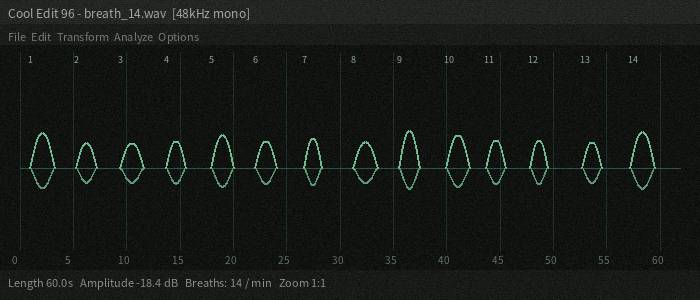 Cool Edit 96 - breath_14.wav [48kHz mono]
File Edit Transform Analyze Options
1 2 3 4 5 6 7 8 9 10 11 12 13 14
0 5 10 15 20 25 30 35 40 45 50 55 60
Length 60.0s Amplitude -18.4 dB Breaths: 14 / min Zoom 1:1